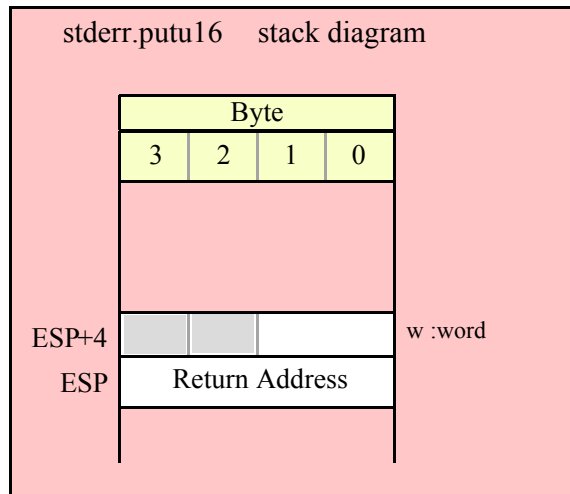 stderr.putu16 stack diagram
Byte
3 2 1 0
ESP+4 w :word
ESP Return Address